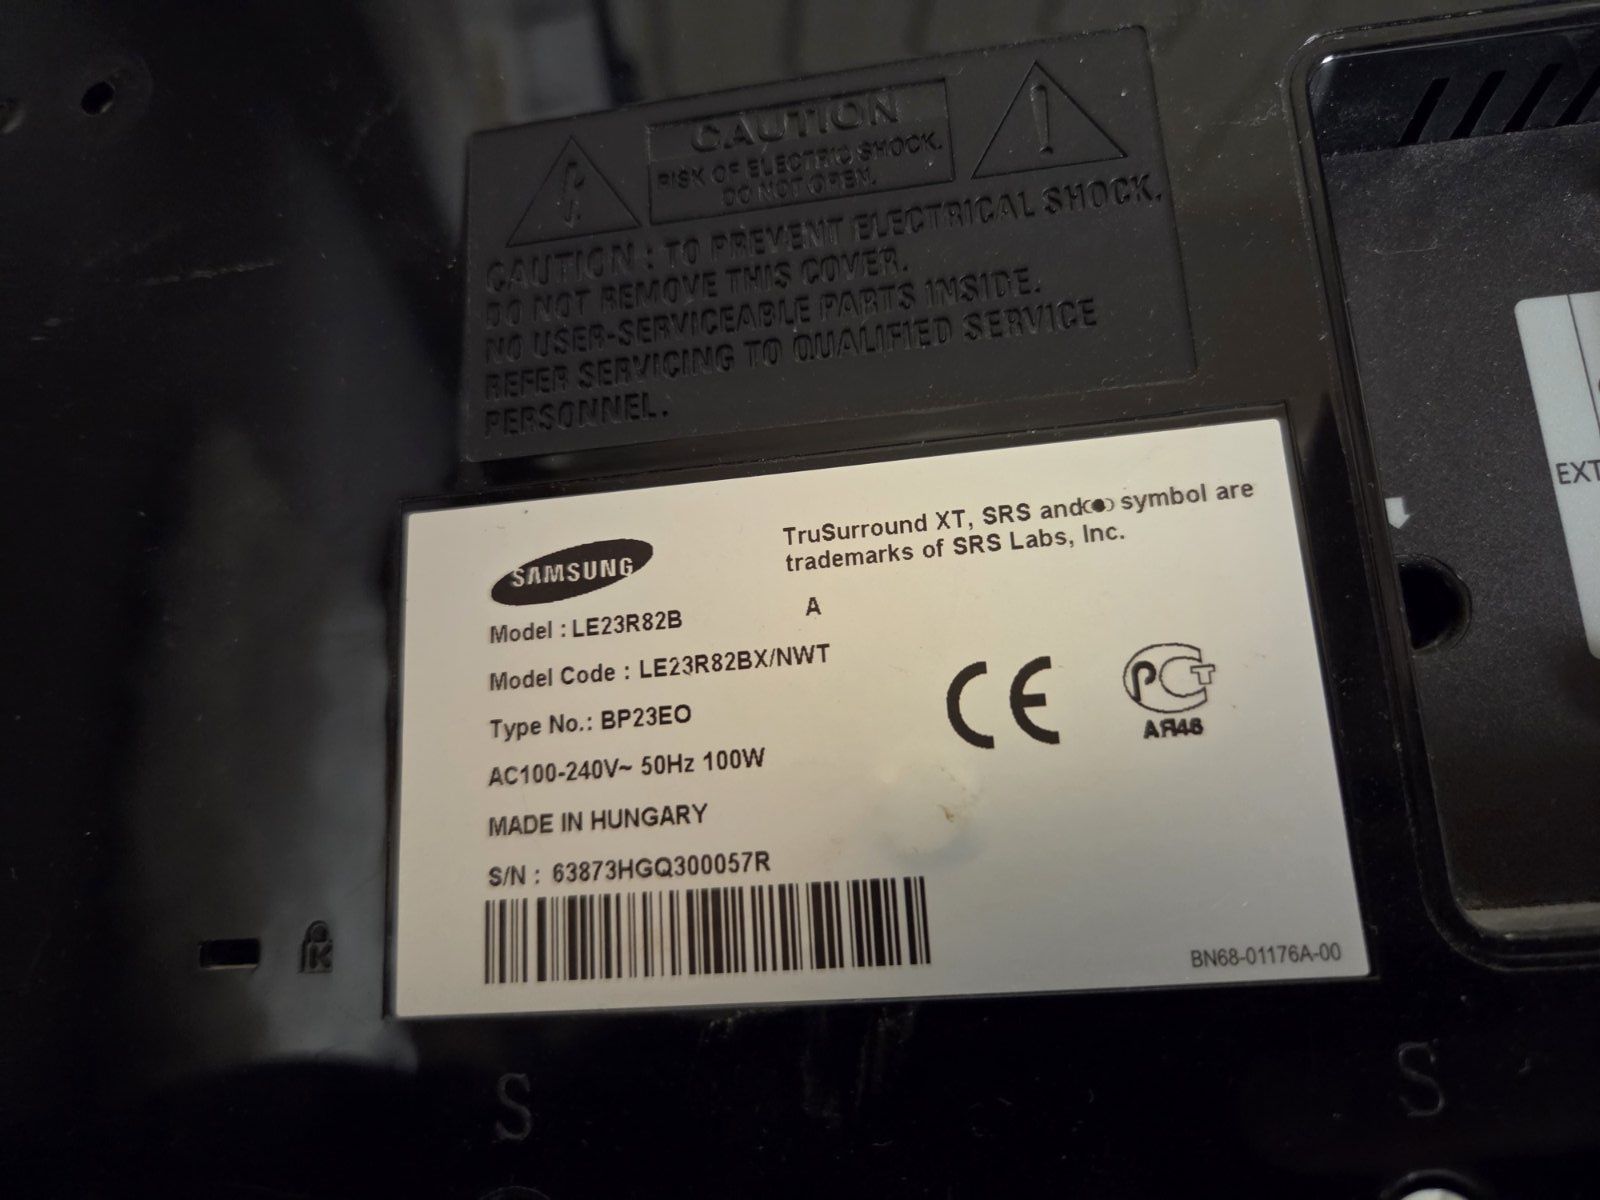 CAUTION
RISK OF ELECTRIC SHOCK.
DO NOT OPEN.
CAUTION : TO PREVENT ELECTRICAL SHOCK,
DO NOT REMOVE THIS COVER.
NO USER-SERVICEABLE PARTS INSIDE.
REFER SERVICING TO QUALIFIED SERVICE
PERSONNEL.
SAMSUNG
TruSurround XT, SRS and symbol are
trademarks of SRS Labs, Inc.
Model : LE23R82B A
Model Code : LE23R82BX/NWT
Type No.: BP23EO
AC100-240V~ 50Hz 100W
MADE IN HUNGARY
S/N : 63873HGQ300057R
CE
РСТ
АЯ46
BN68-01176A-00
EXT
K
S
S